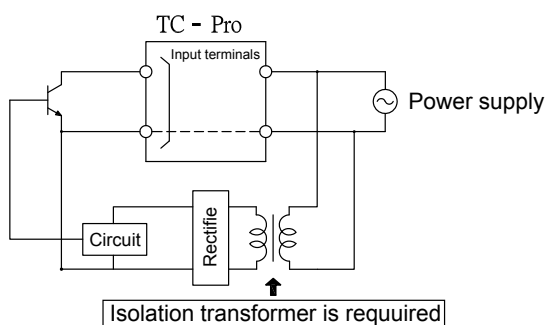 TC - Pro
Input terminals
Power supply
Circuit
Rectifie
Isolation transformer is requuired